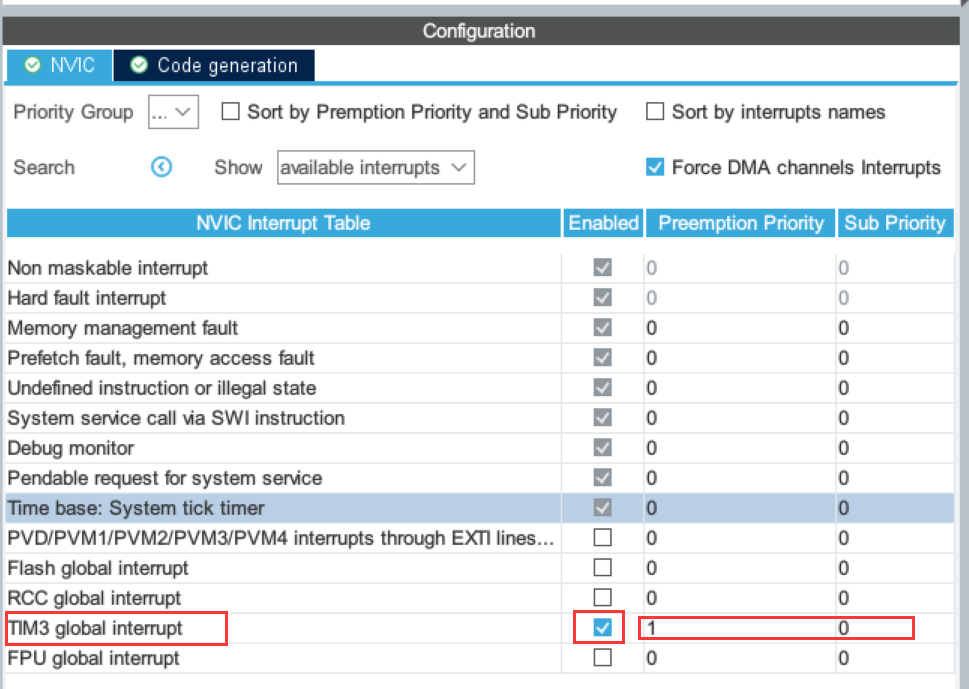 Configuration
NVIC Code generation
Priority Group ... Sort by Premption Priority and Sub Priority Sort by interrupts names
Search Show available interrupts Force DMA channels Interrupts
NVIC Interrupt Table Enabled Preemption Priority Sub Priority
Non maskable interrupt 0 0
Hard fault interrupt 0 0
Memory management fault 0 0
Prefetch fault, memory access fault 0 0
Undefined instruction or illegal state 0 0
System service call via SWI instruction 0 0
Debug monitor 0 0
Pendable request for system service 0 0
Time base: System tick timer 0 0
PVD/PVM1/PVM2/PVM3/PVM4 interrupts through EXTI lines... 0 0
Flash global interrupt 0 0
RCC global interrupt 0 0
TIM3 global interrupt 1 0
FPU global interrupt 0 0